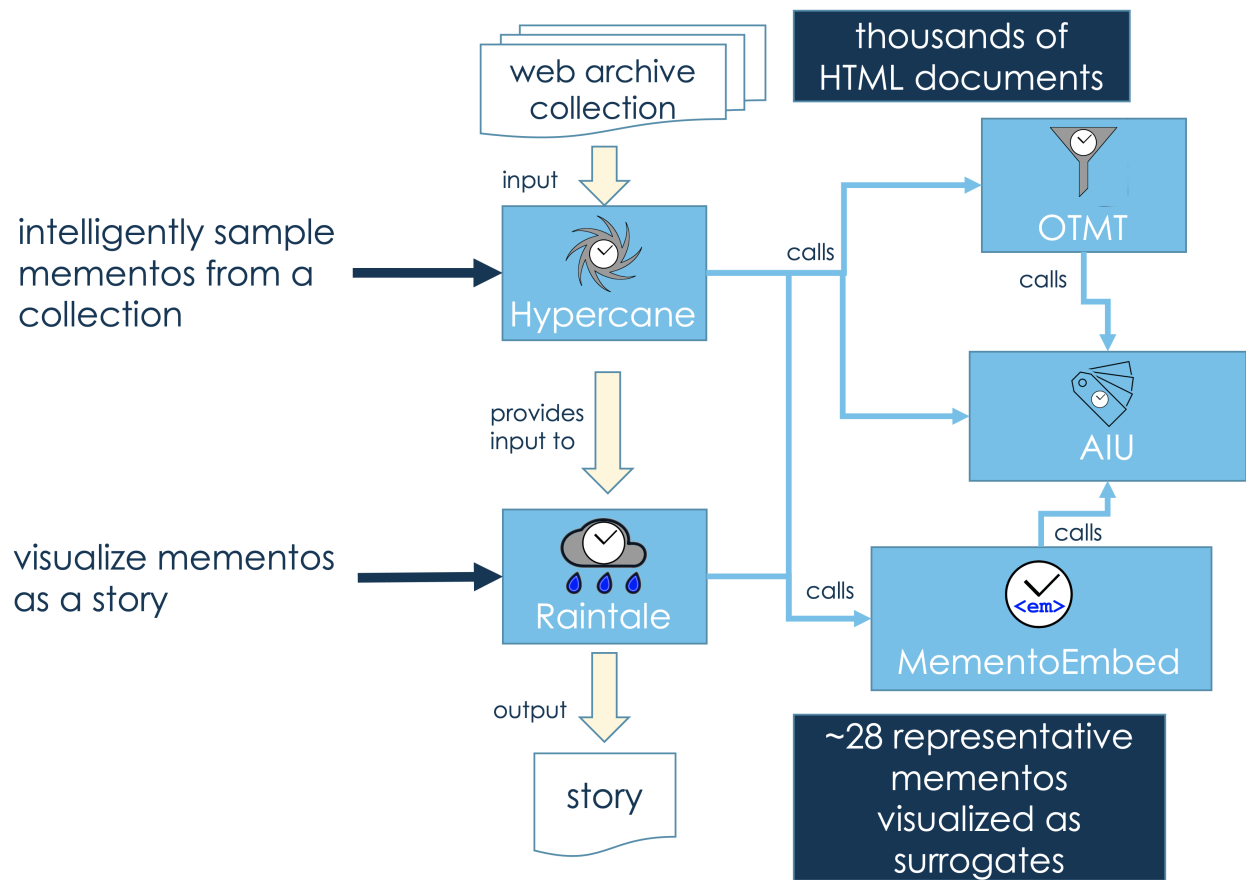 web archive
collection
thousands of
HTML documents
input
OTMT
intelligently sample
mementos from a
collection
calls
Hypercane
calls
provides
input to
AIU
visualize mementos
as a story
Raintale
calls
calls
<em>
MementoEmbed
output
story
~28 representative
mementos
visualized as
surrogates